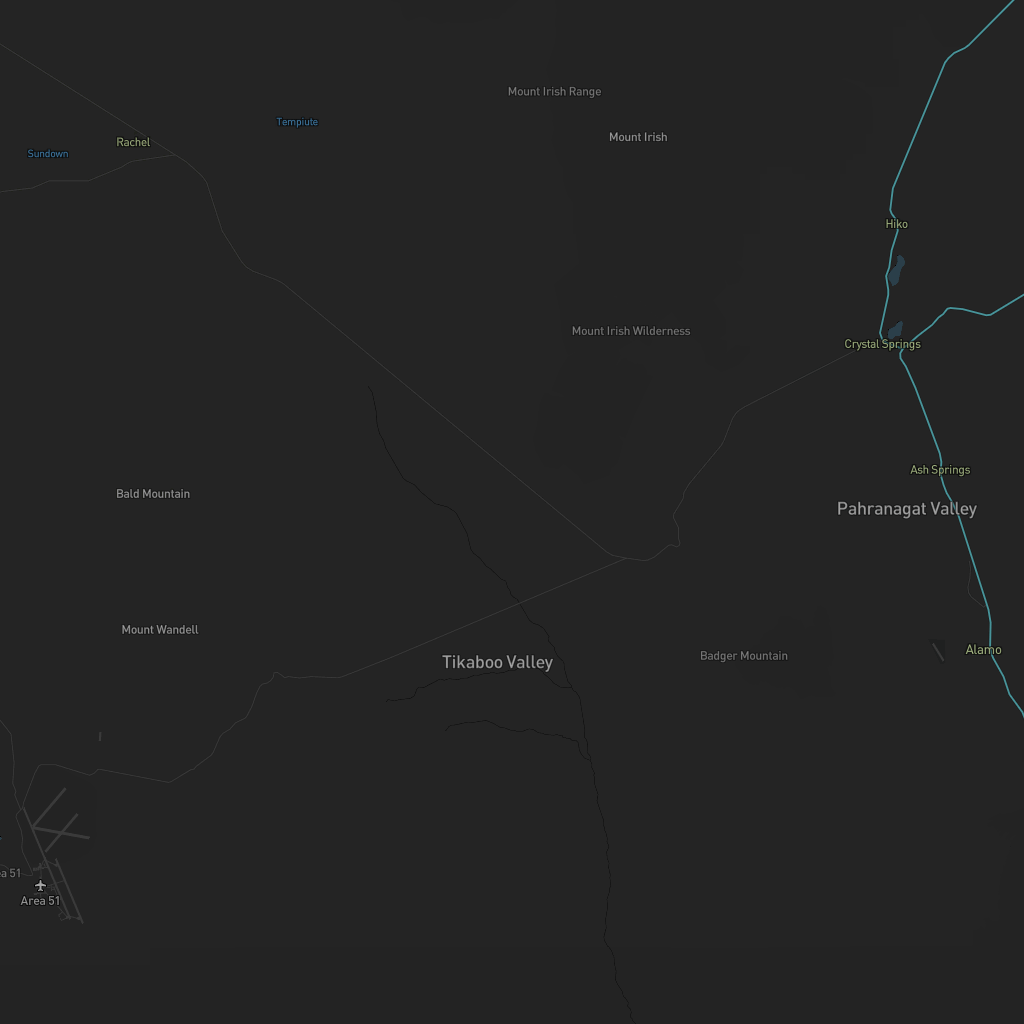 Mount Irish Range
Tempiute
Mount Irish
Rachel
Sundown
Hiko
Mount Irish Wilderness
Crystal Springs
Ash Springs
Bald Mountain
Pahranagat Valley
Mount Wandell
Alamo
Badger Mountain
Tikaboo Valley
a 51
Area 51